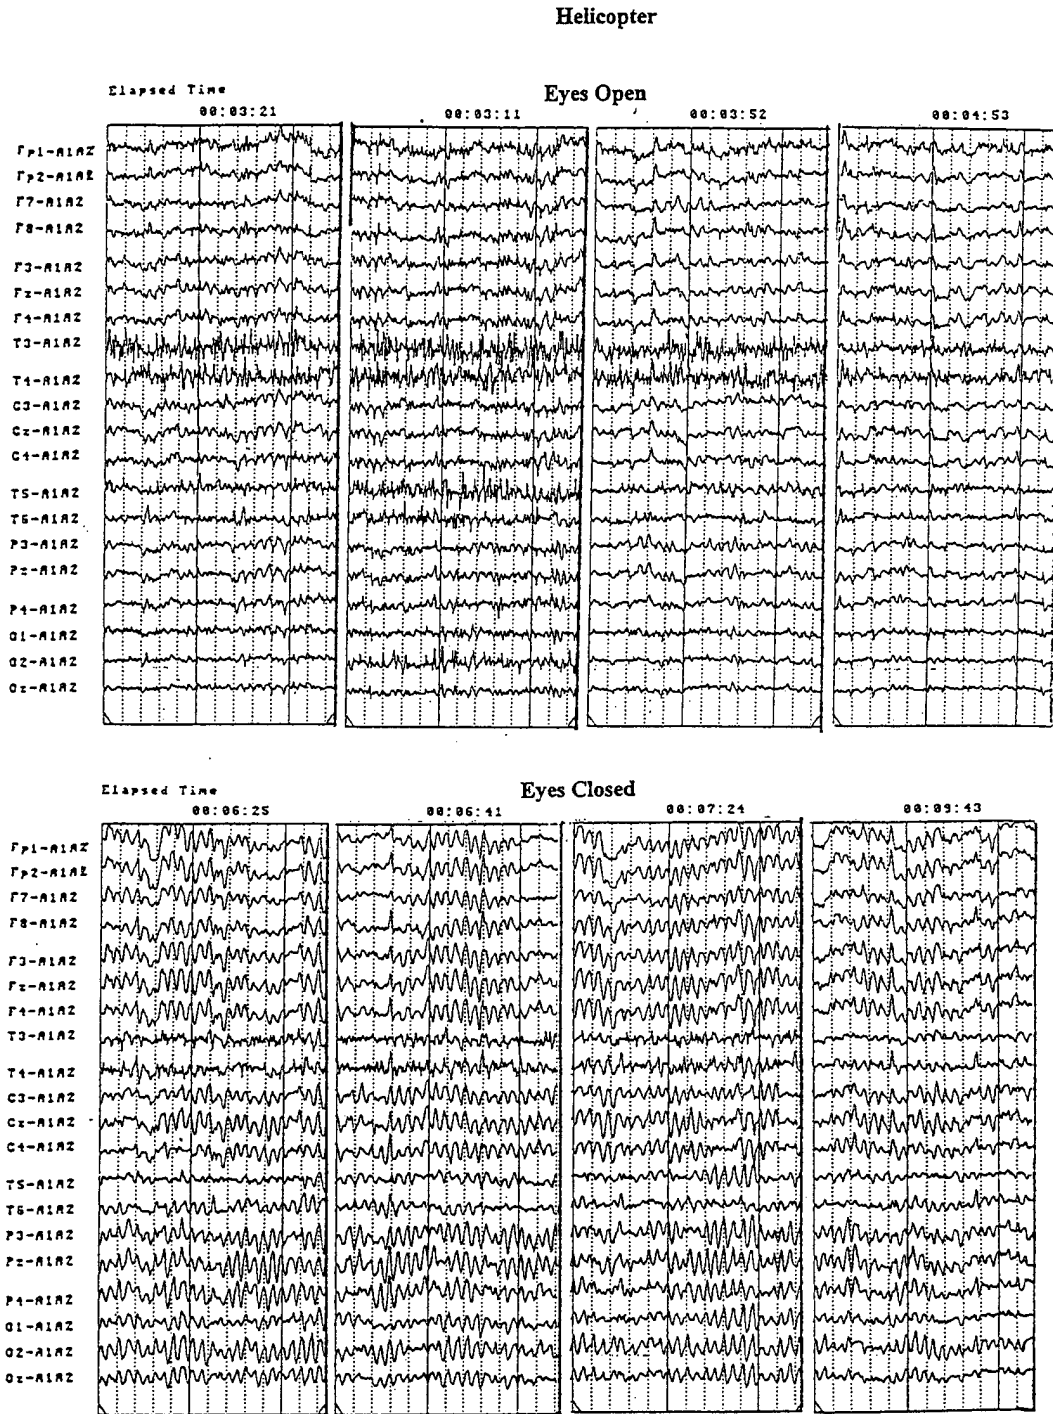 Helicopter
Elapsed Time
Eyes Open
00:03:21
00:03:11
00:03:52
00:04:53
Fp1-A1A2
Fp2-A1A2
F7-A1A2
F8-A1A2
F3-A1A2
Fz-A1A2
F4-A1A2
T3-A1A2
T4-A1A2
C3-A1A2
Cz-A1A2
C4-A1A2
T5-A1A2
T6-A1A2
P3-A1A2
Pz-A1A2
P4-A1A2
O1-A1A2
O2-A1A2
Oz-A1A2
Elapsed Time
Eyes Closed
00:06:25
00:06:41
00:07:24
00:09:43
Fp1-A1A2
Fp2-A1A2
F7-A1A2
F8-A1A2
F3-A1A2
Fz-A1A2
F4-A1A2
T3-A1A2
T4-A1A2
C3-A1A2
Cz-A1A2
C4-A1A2
T5-A1A2
T6-A1A2
P3-A1A2
Pz-A1A2
P4-A1A2
O1-A1A2
O2-A1A2
Oz-A1A2